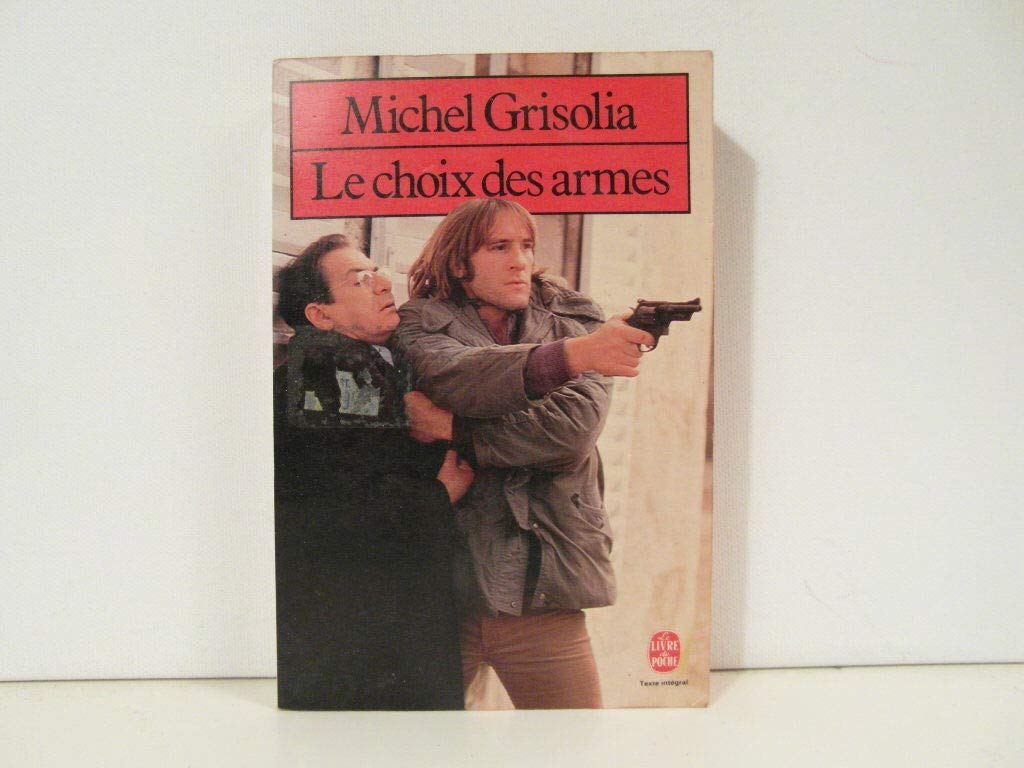 Michel Grisolia
Le choix des armes
Le
LIVRE
de
POCHE
Texte intégral